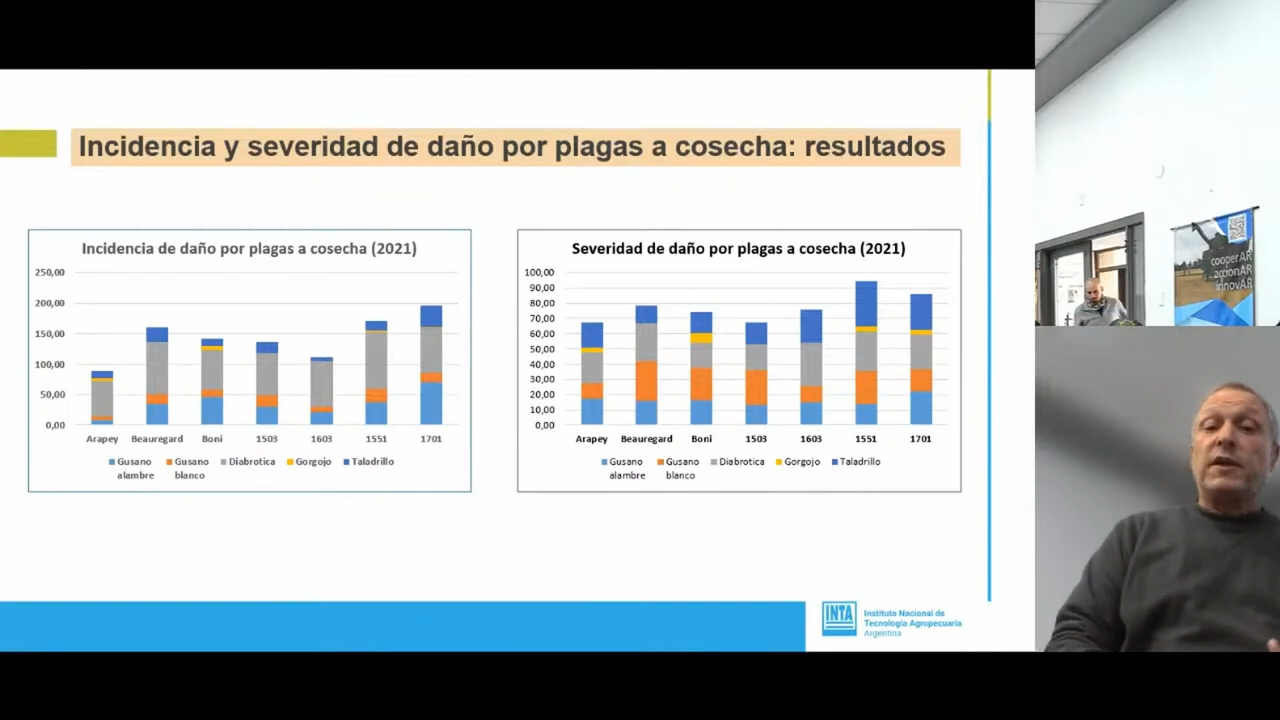 Incidencia y severidad de daño por plagas a cosecha: resultados
Incidencia de daño por plagas a cosecha (2021)
250,00
200,00
150,00
100,00
50,00
0,00
Arapey Beauregard Boni 1503 1603 1551 1701
Gusano alambre Gusano blanco Diabrotica Gorgojo Taladrillo
Severidad de daño por plagas a cosecha (2021)
100,00
90,00
80,00
70,00
60,00
50,00
40,00
30,00
20,00
10,00
0,00
Arapey Beauregard Boni 1503 1603 1551 1701
Gusano alambre Gusano blanco Diabrotica Gorgojo Taladrillo
INTA
Instituto Nacional de
Tecnología Agropecuaria
Argentina
cooperAR
accionAR
innovAR